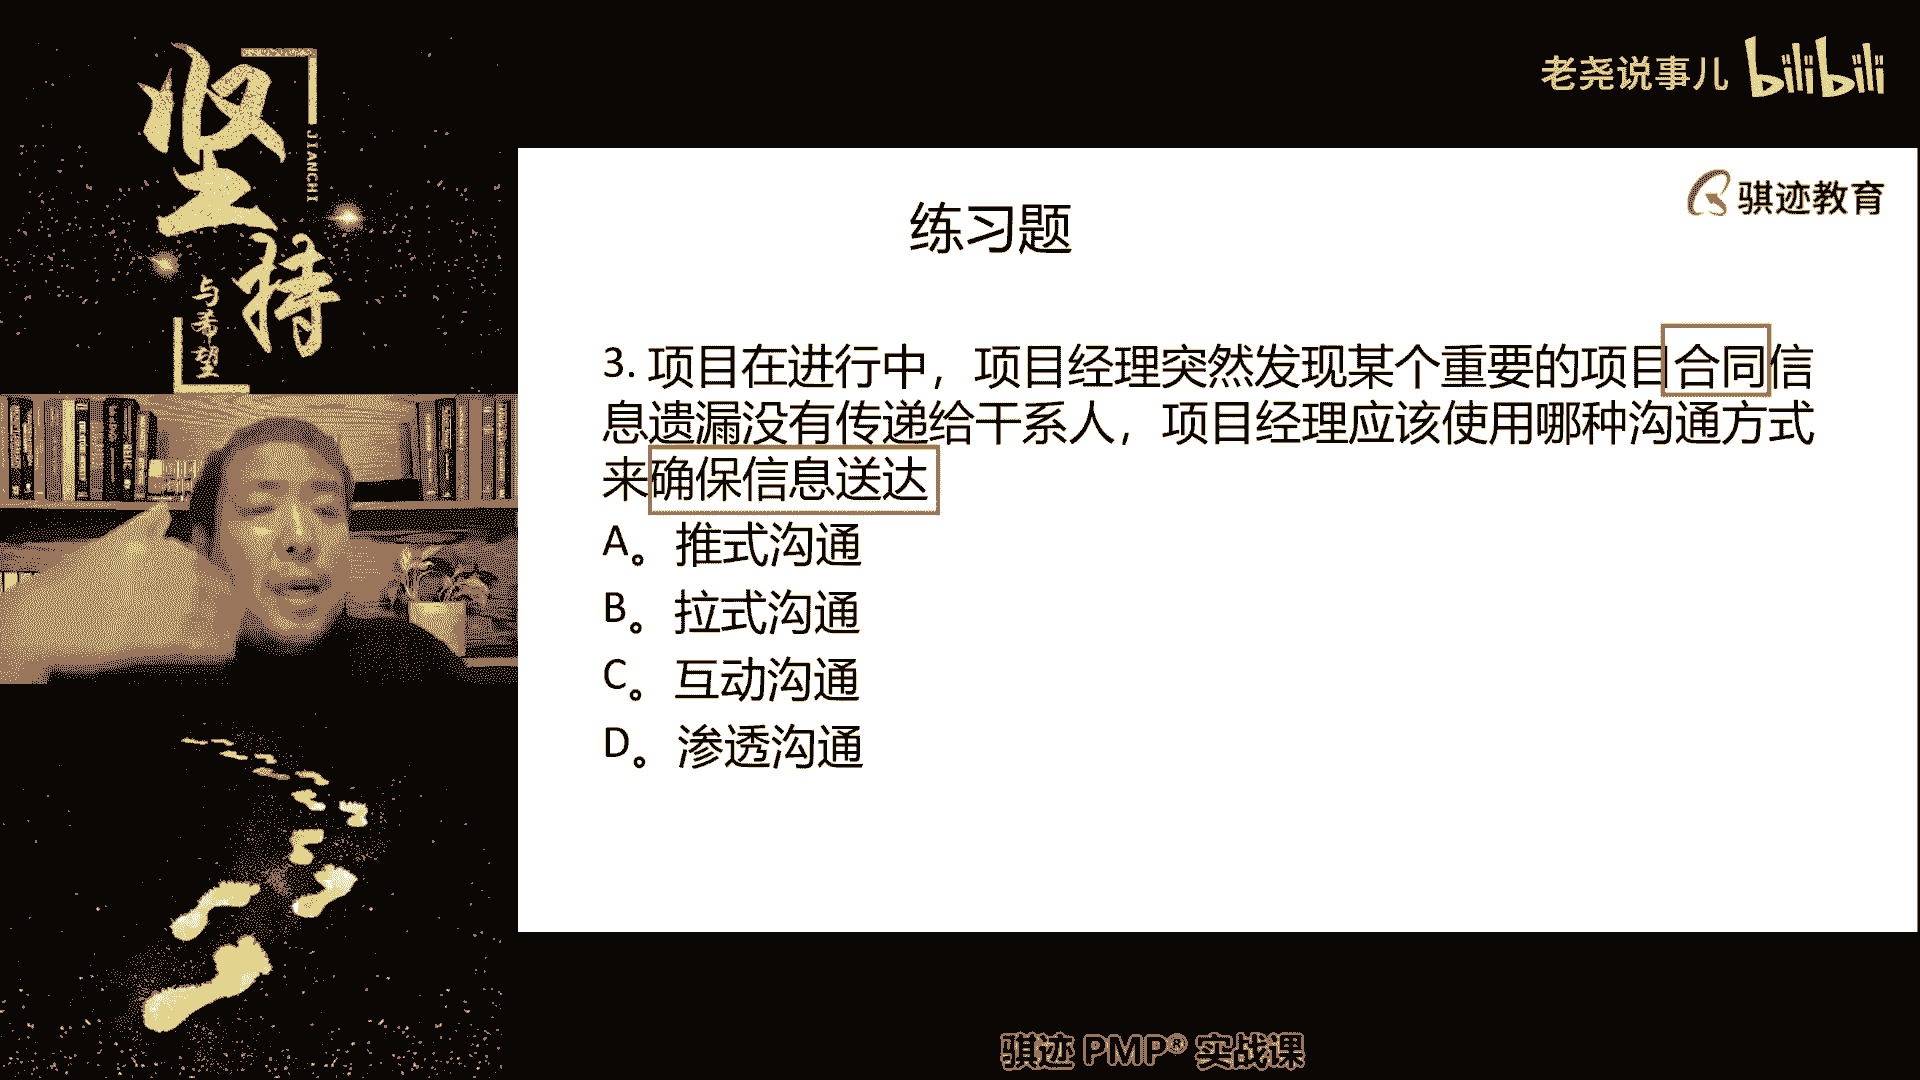 坚持
JIANCHI
与希望
老尧说事儿 bilibili
骐迹教育
练习题
3. 项目在进行中，项目经理突然发现某个重要的项目合同信
息遗漏没有传递给干系人，项目经理应该使用哪种沟通方式
来确保信息送达
A。推式沟通
B。拉式沟通
C。互动沟通
D。渗透沟通
骐迹 PMP® 实战课